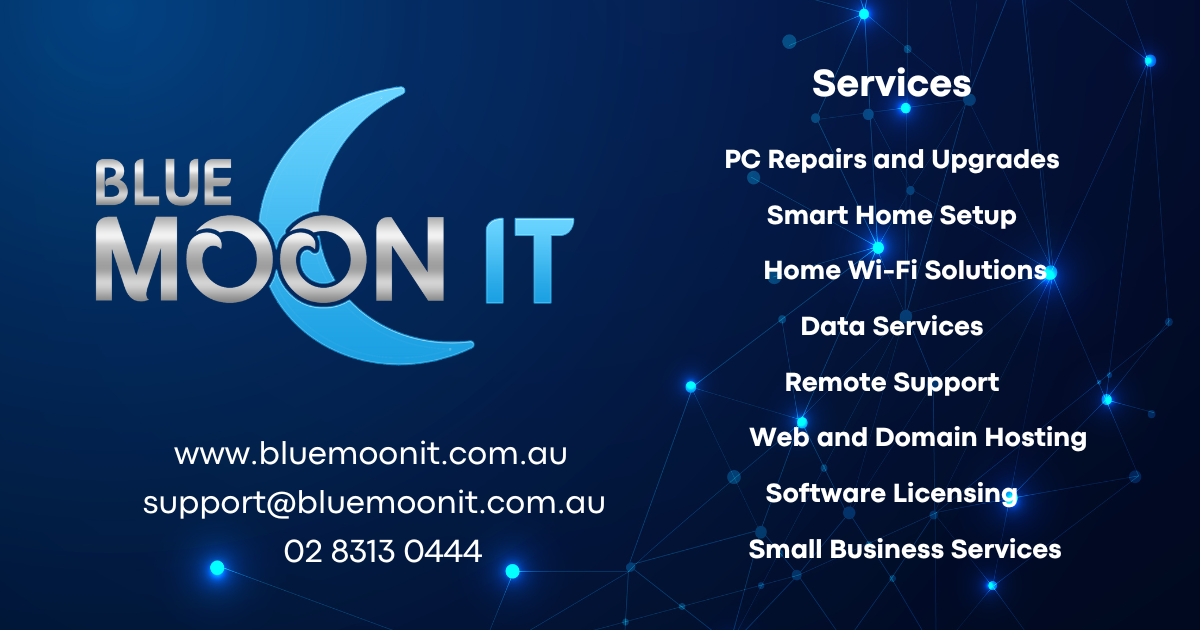 BLUE
MOON IT
www.bluemoonit.com.au
support@bluemoonit.com.au
02 8313 0444
Services
PC Repairs and Upgrades
Smart Home Setup
Home Wi-Fi Solutions
Data Services
Remote Support
Web and Domain Hosting
Software Licensing
Small Business Services